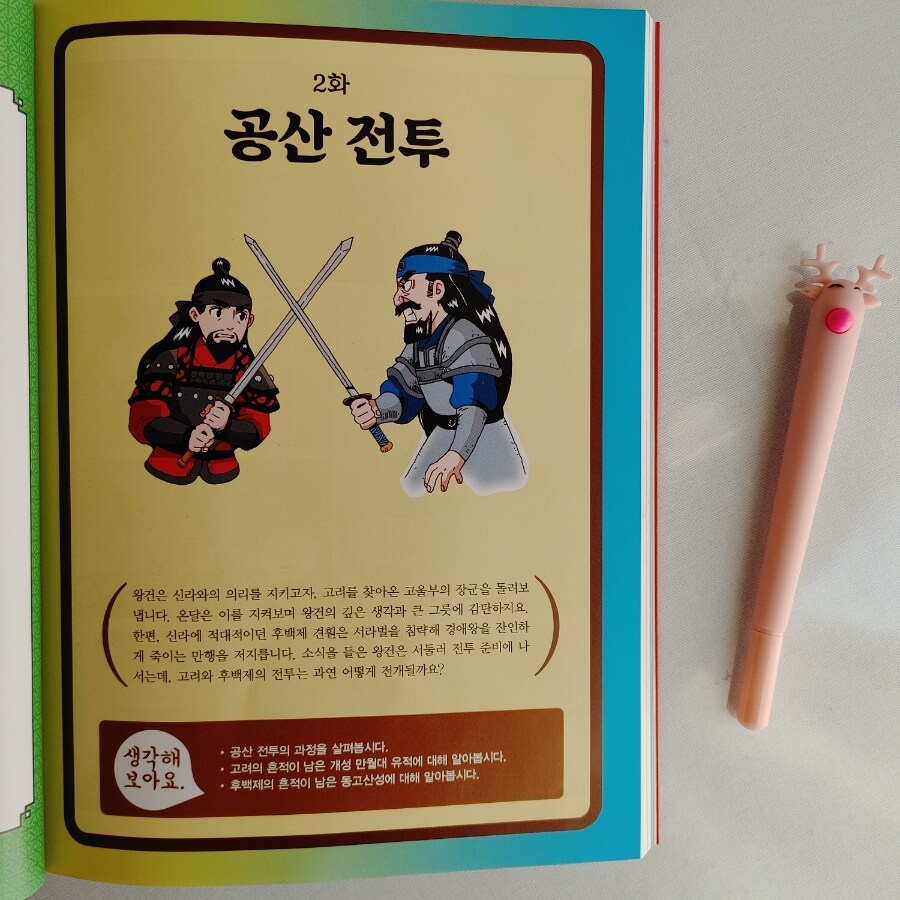 2화
공산 전투
왕건은 신라와의 의리를 지키고자, 고려를 찾아온 고울부의 장군을 돌려보
냅니다. 온달은 이를 지켜보며 왕건의 깊은 생각과 큰 그릇에 감탄하지요.
한편, 신라에 적대적이던 후백제 견훤은 서라벌을 침략해 경애왕을 잔인하
게 죽이는 만행을 저지릅니다. 소식을 들은 왕건은 서둘러 전투 준비에 나
서는데, 고려와 후백제의 전투는 과연 어떻게 전개될까요?
생각해
보아요.
• 공산 전투의 과정을 살펴봅시다.
• 고려의 흔적이 남은 개성 만월대 유적에 대해 알아봅시다.
• 후백제의 흔적이 남은 동고산성에 대해 알아봅시다.